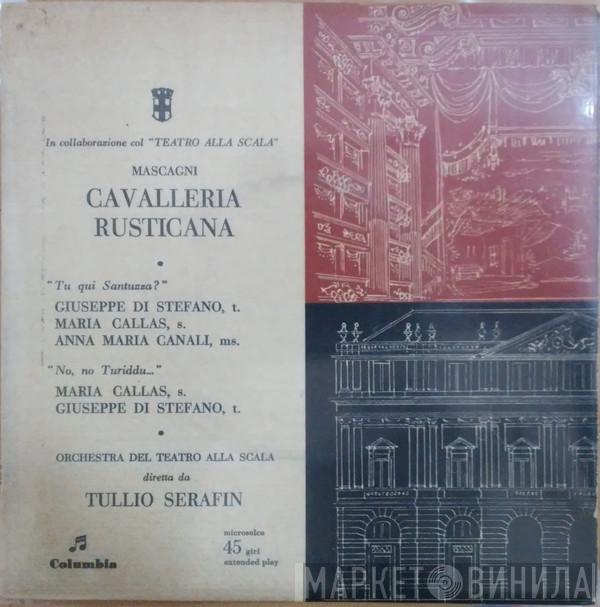 In collaborazione col "TEATRO ALLA SCALA"
MASCAGNI
CAVALLERIA
RUSTICANA
"Tu qui Santuzza?"
GIUSEPPE DI STEFANO, t.
MARIA CALLAS, s.
ANNA MARIA CANALI, ms.
"No, no Turiddu..."
MARIA CALLAS, s.
GIUSEPPE DI STEFANO, t.
ORCHESTRA DEL TEATRO ALLA SCALA
diretta da
TULLIO SERAFIN
microsolco
45 giri
extended play
Columbia
МАРКЕТ ВИНИЛА